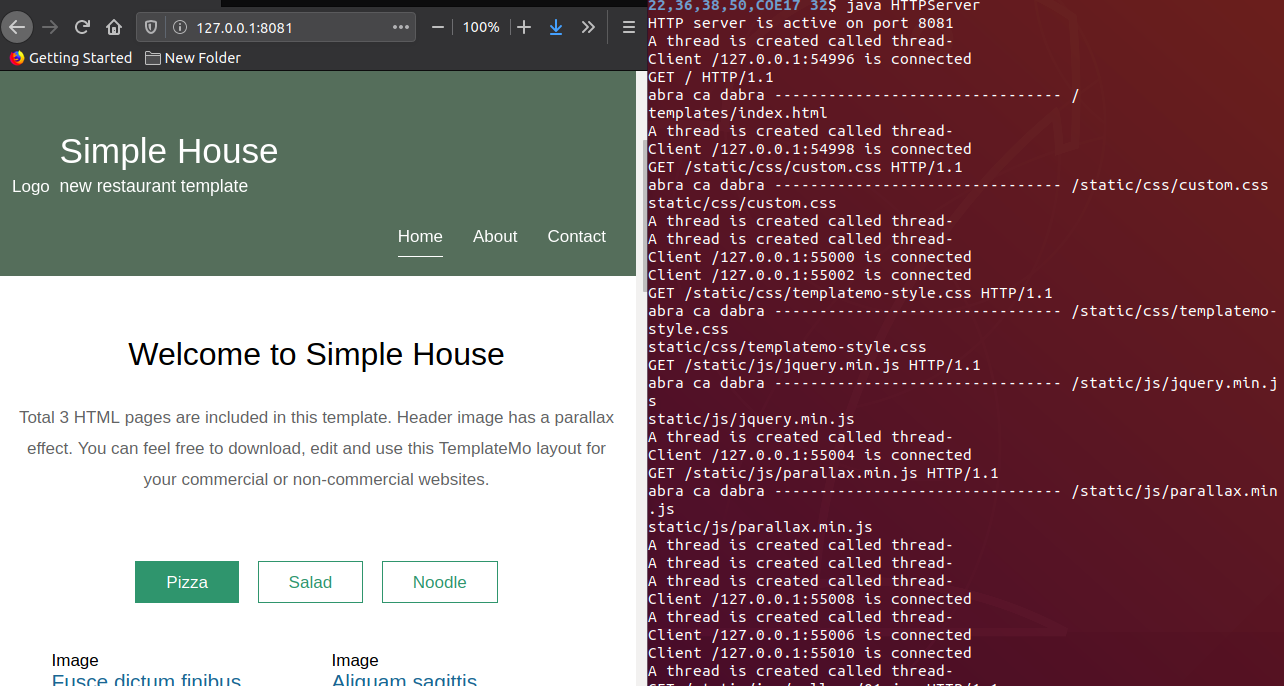 127.0.0.1:8081
100%
Getting Started
New Folder
Simple House
Logo new restaurant template
Home About Contact
Welcome to Simple House
Total 3 HTML pages are included in this template. Header image has a parallax
effect. You can feel free to download, edit and use this TemplateMo layout for
your commercial or non-commercial websites.
Pizza Salad Noodle
Image Image
Fusce dictum finibus Aliquam sagittis
22,36,38,50,COE17 32$ java HTTPServer
HTTP server is active on port 8081
A thread is created called thread-
Client /127.0.0.1:54996 is connected
GET / HTTP/1.1
abra ca dabra -------------------------------- /
templates/index.html
A thread is created called thread-
Client /127.0.0.1:54998 is connected
GET /static/css/custom.css HTTP/1.1
abra ca dabra -------------------------------- /static/css/custom.css
static/css/custom.css
A thread is created called thread-
A thread is created called thread-
Client /127.0.0.1:55000 is connected
Client /127.0.0.1:55002 is connected
GET /static/css/templatemo-style.css HTTP/1.1
abra ca dabra -------------------------------- /static/css/templatemo-
style.css
static/css/templatemo-style.css
GET /static/js/jquery.min.js HTTP/1.1
abra ca dabra -------------------------------- /static/js/jquery.min.j
s
static/js/jquery.min.js
A thread is created called thread-
Client /127.0.0.1:55004 is connected
GET /static/js/parallax.min.js HTTP/1.1
abra ca dabra -------------------------------- /static/js/parallax.min
.js
static/js/parallax.min.js
A thread is created called thread-
A thread is created called thread-
A thread is created called thread-
Client /127.0.0.1:55008 is connected
A thread is created called thread-
Client /127.0.0.1:55006 is connected
Client /127.0.0.1:55010 is connected
A thread is created called thread-